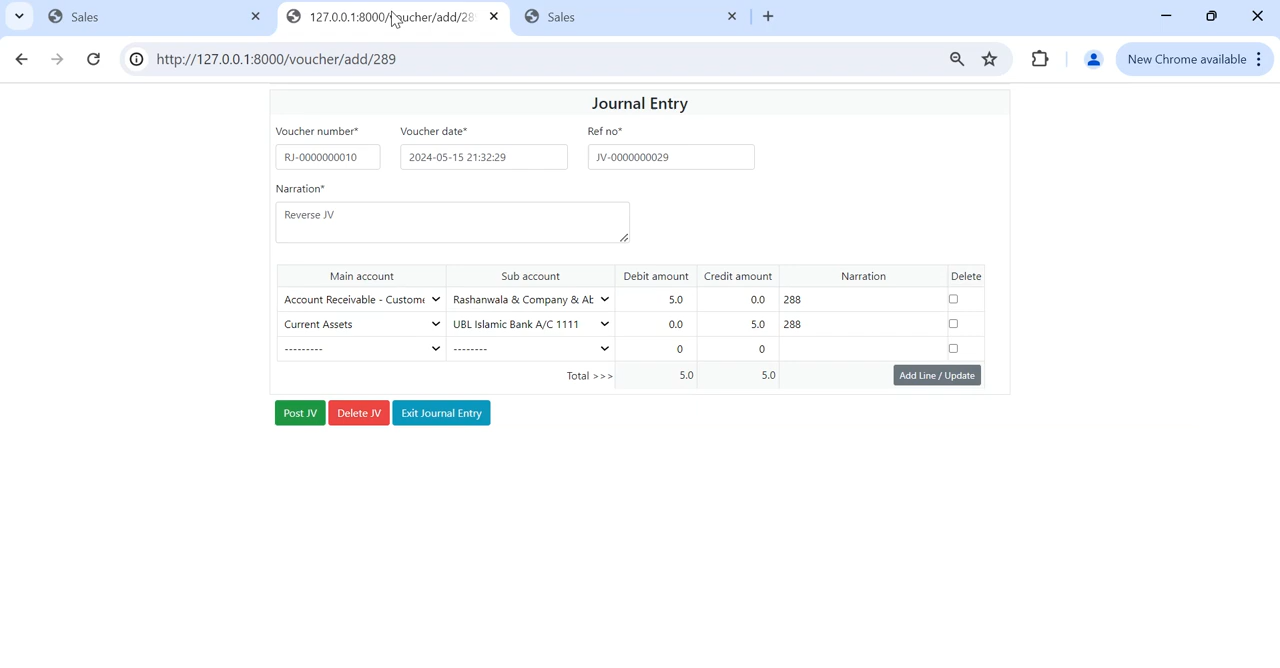 Sales
127.0.0.1:8000/voucher/add/28
Sales
http://127.0.0.1:8000/voucher/add/289
New Chrome available
Journal Entry
Voucher number* Voucher date* Ref no*
RJ-0000000010 2024-05-15 21:32:29 JV-0000000029
Narration*
Reverse JV
Main account Sub account Debit amount Credit amount Narration Delete
Account Receivable - Custome Rashanwala & Company & Ab 5.0 0.0 288
Current Assets UBL Islamic Bank A/C 1111 0.0 5.0 288
--------- -------- 0 0
Total >>> 5.0 5.0 Add Line / Update
Post JV Delete JV Exit Journal Entry